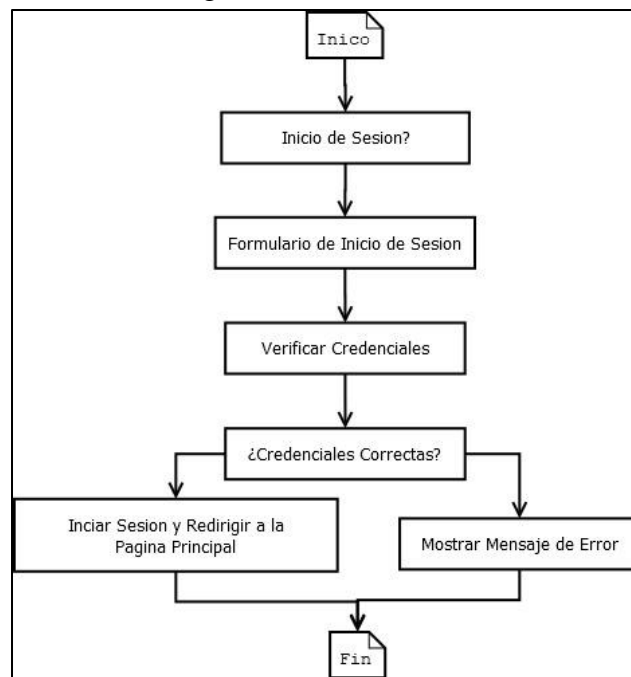 Inico
Inicio de Sesion?
Formulario de Inicio de Sesion
Verificar Credenciales
¿Credenciales Correctas?
Inciar Sesion y Redirigir a la
Pagina Principal
Mostrar Mensaje de Error
Fin